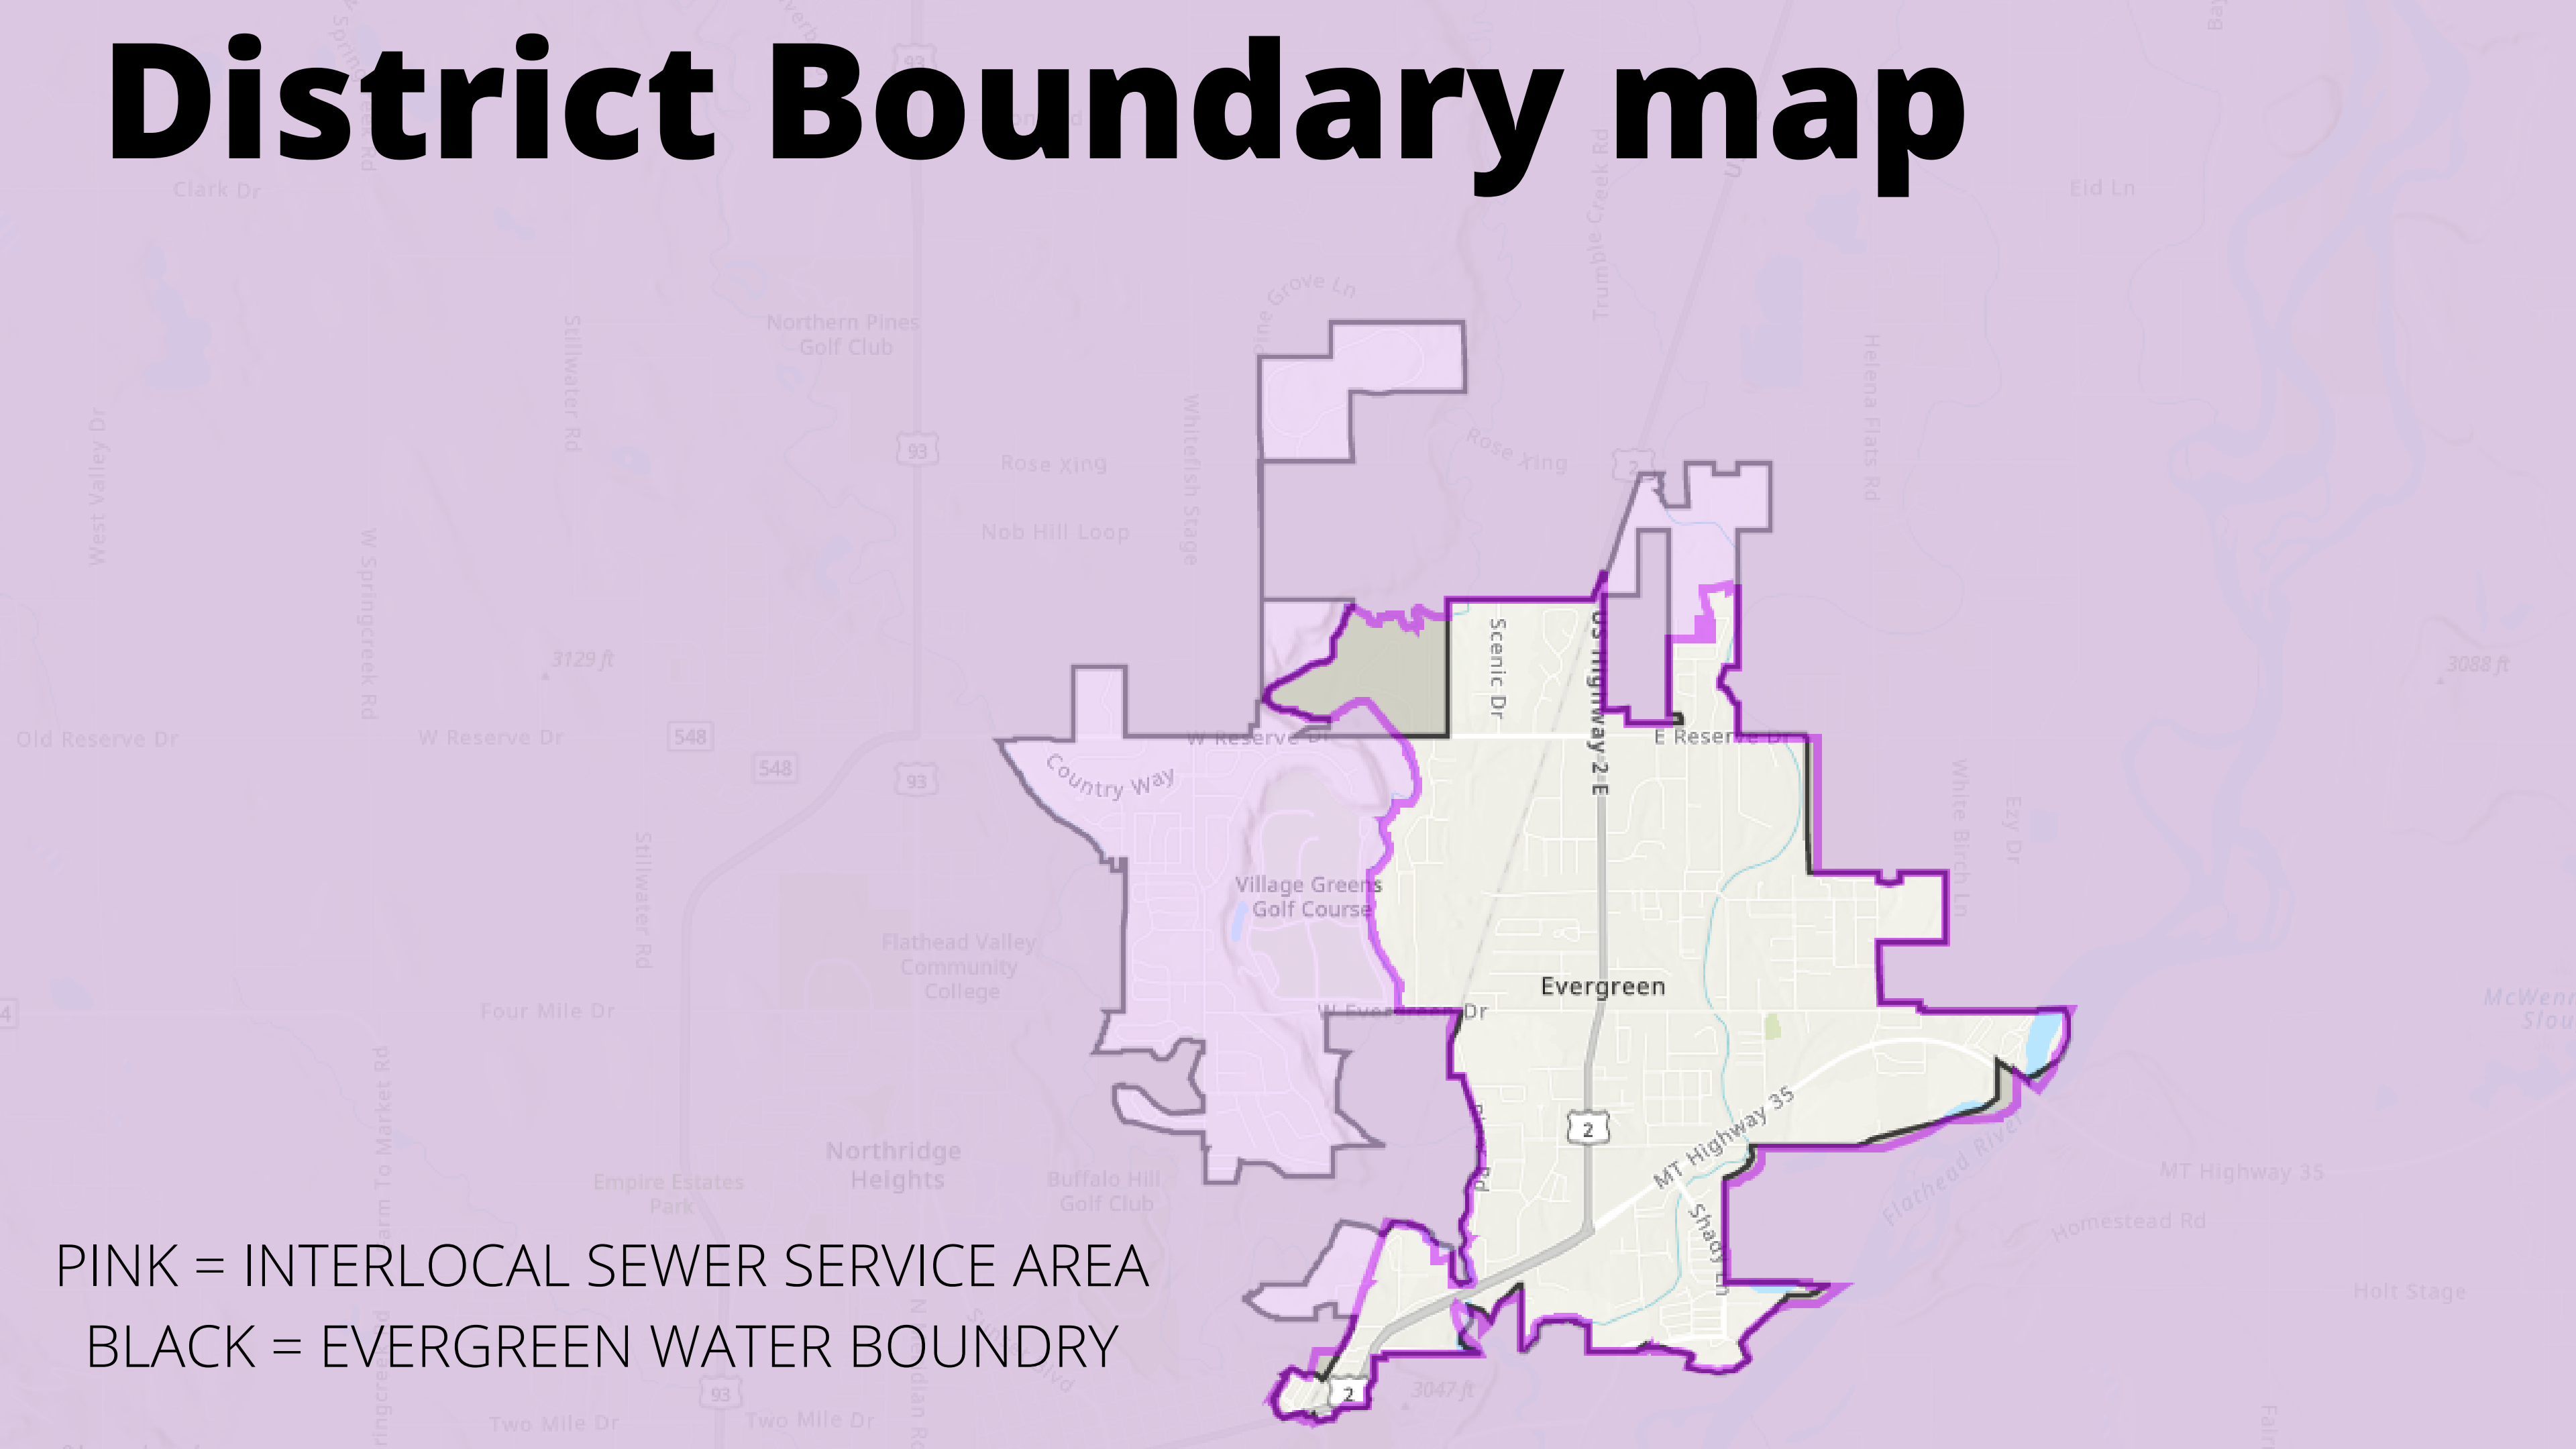 District Boundary map
Clark Dr
Eid Ln
Trumble Creek Rd
Pine Grove Ln
Northern Pines
Golf Club
Stillwater Rd
Helena Flats Rd
West Valley Dr
Whitefish Stage
93
Rose Xing
Rose Xing
2
Nob Hill Loop
W Springcreek Rd
3129 ft
Scenic Dr
US Highway 2 E
3088 ft
Old Reserve Dr
W Reserve Dr
548
W Reserve Dr
E Reserve Dr
548
93
Country Way
White Birch Ln
Ezy Dr
Stillwater Rd
Village Greens
Golf Course
Flathead Valley
Community
College
Evergreen
Four Mile Dr
W Evergreen Dr
2
MT Highway 35
Northridge
Heights
Empire Estates
Park
Buffalo Hill
Golf Club
Flathead River
MT Highway 35
Homestead Rd
Shady Ln
Holt Stage
PINK = INTERLOCAL SEWER SERVICE AREA
BLACK = EVERGREEN WATER BOUNDRY
93
2
3047 ft
Two Mile Dr
Two Mile Dr